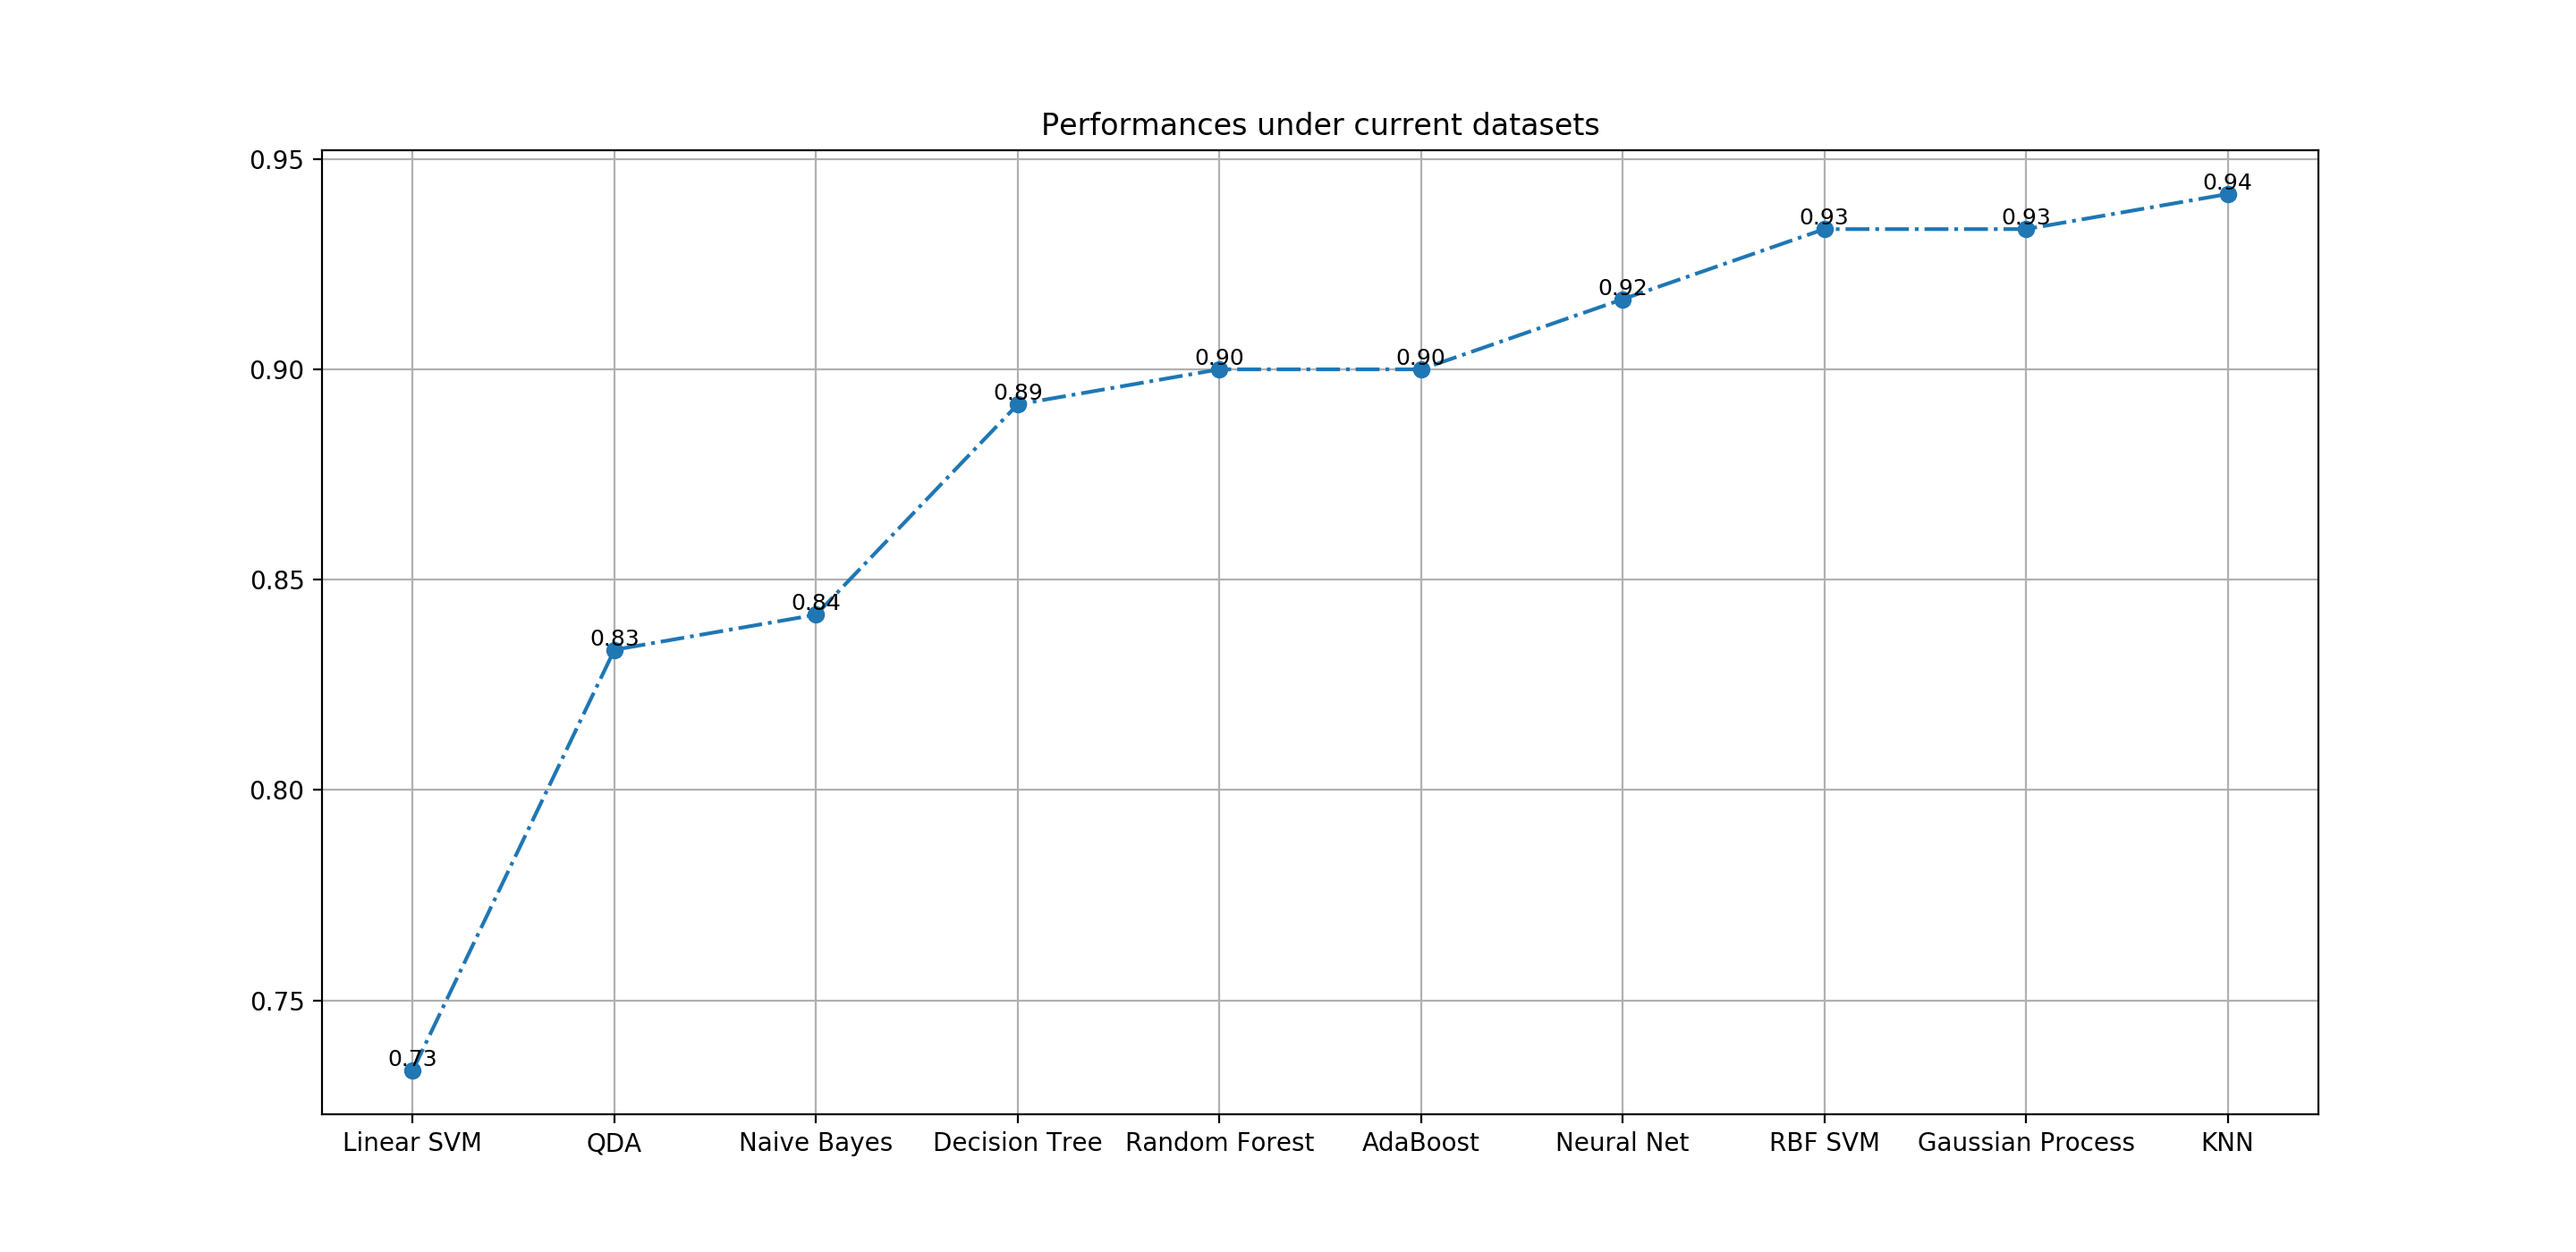 Performances under current datasets
0.95
0.90
0.85
0.80
0.75
0.73
0.83
0.84
0.89
0.90
0.90
0.92
0.93
0.93
0.94
Linear SVM
QDA
Naive Bayes
Decision Tree
Random Forest
AdaBoost
Neural Net
RBF SVM
Gaussian Process
KNN